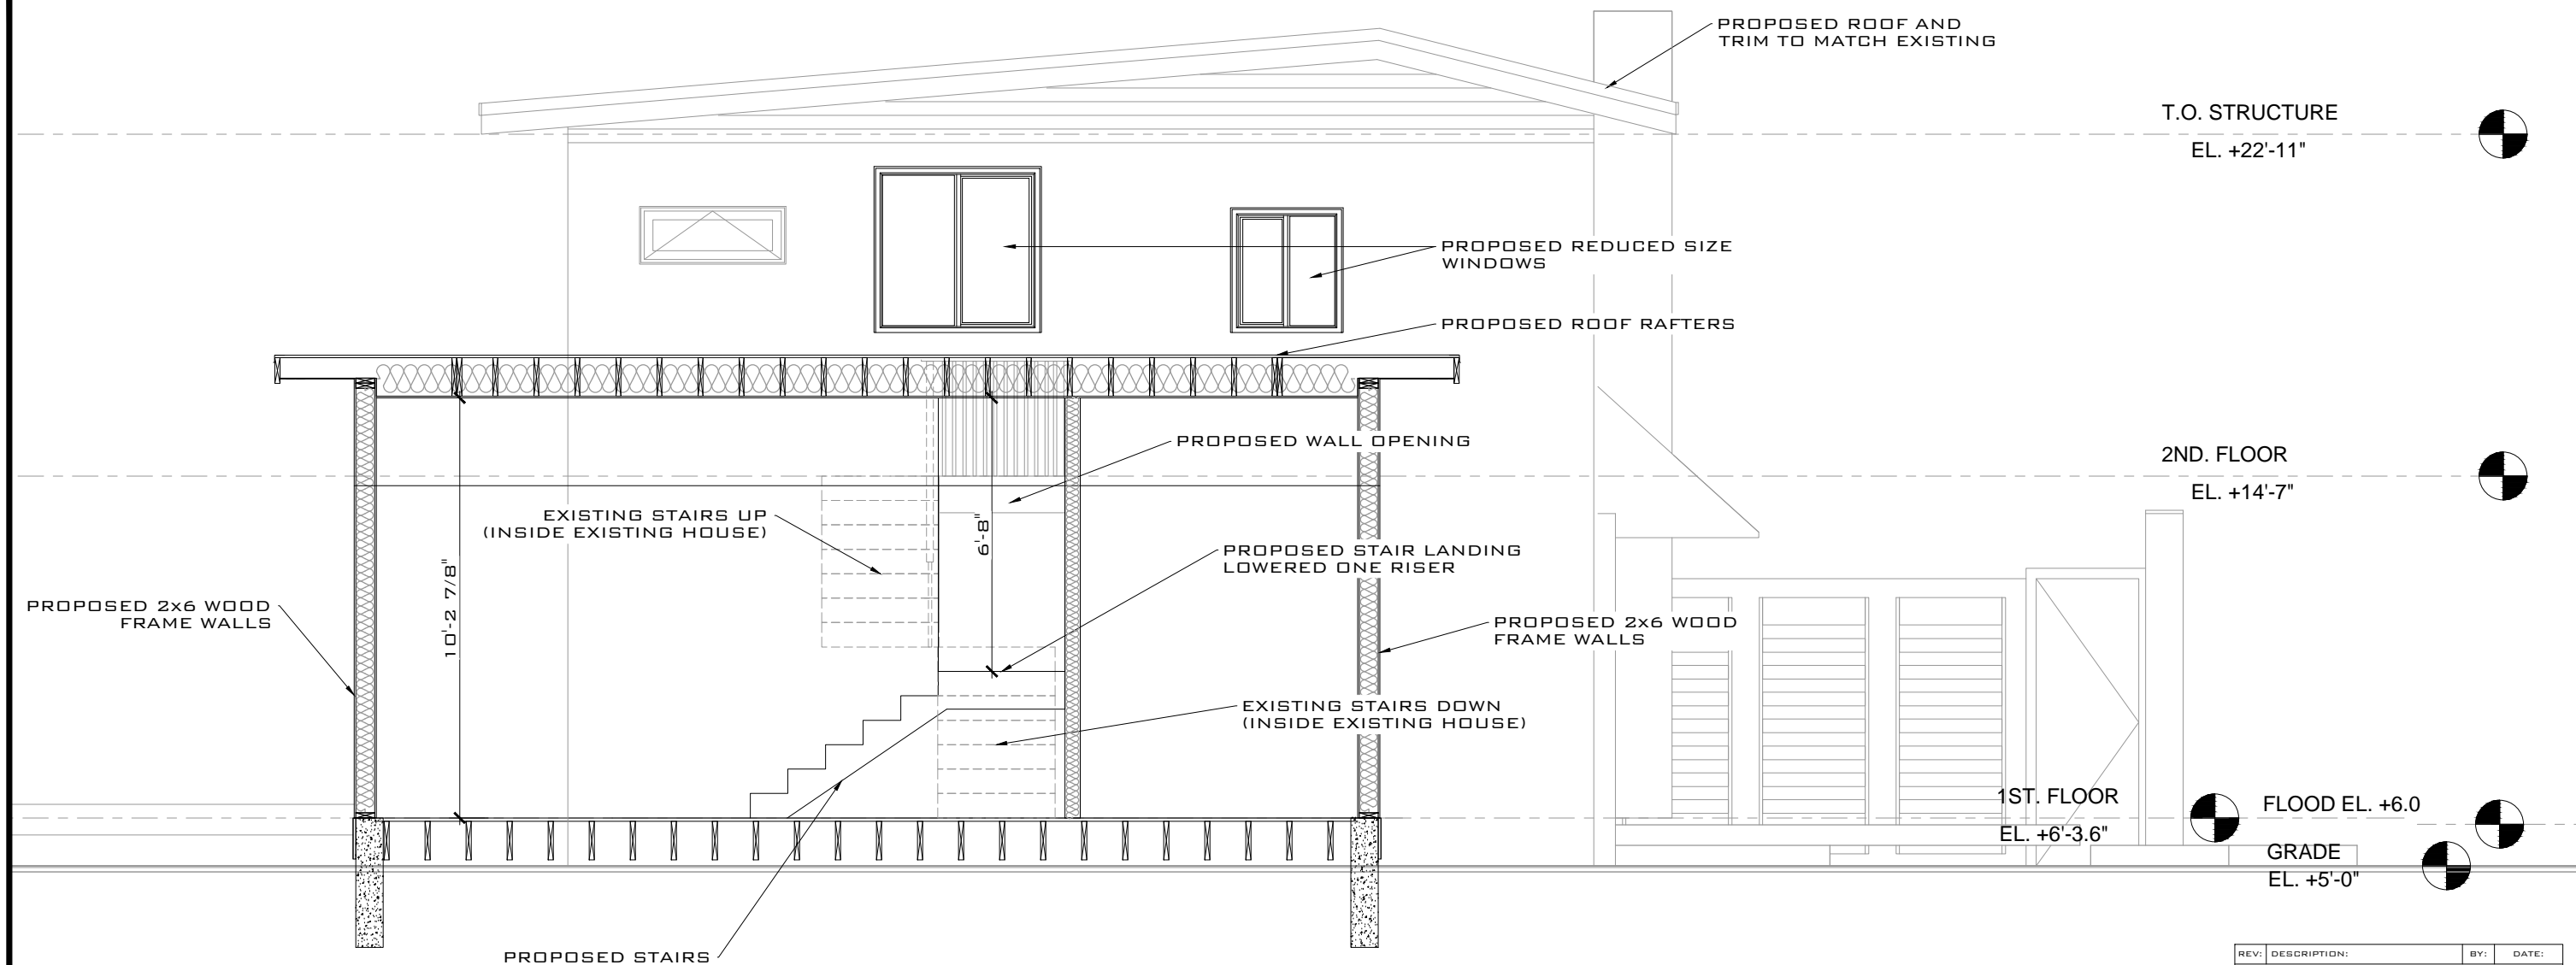 PROPOSED ROOF AND
TRIM TO MATCH EXISTING
T.O. STRUCTURE
EL. +22'-11"
PROPOSED REDUCED SIZE
WINDOWS
PROPOSED ROOF RAFTERS
PROPOSED WALL OPENING
2ND. FLOOR
EL. +14'-7"
EXISTING STAIRS UP
(INSIDE EXISTING HOUSE)
6'-8"
PROPOSED STAIR LANDING
LOWERED ONE RISER
10'-2 7/8"
PROPOSED 2x6 WOOD
FRAME WALLS
PROPOSED 2x6 WOOD
FRAME WALLS
EXISTING STAIRS DOWN
(INSIDE EXISTING HOUSE)
1ST. FLOOR
EL. +6'-3.6"
FLOOD EL. +6.0
GRADE
EL. +5'-0"
PROPOSED STAIRS
REV: DESCRIPTION: BY: DATE: